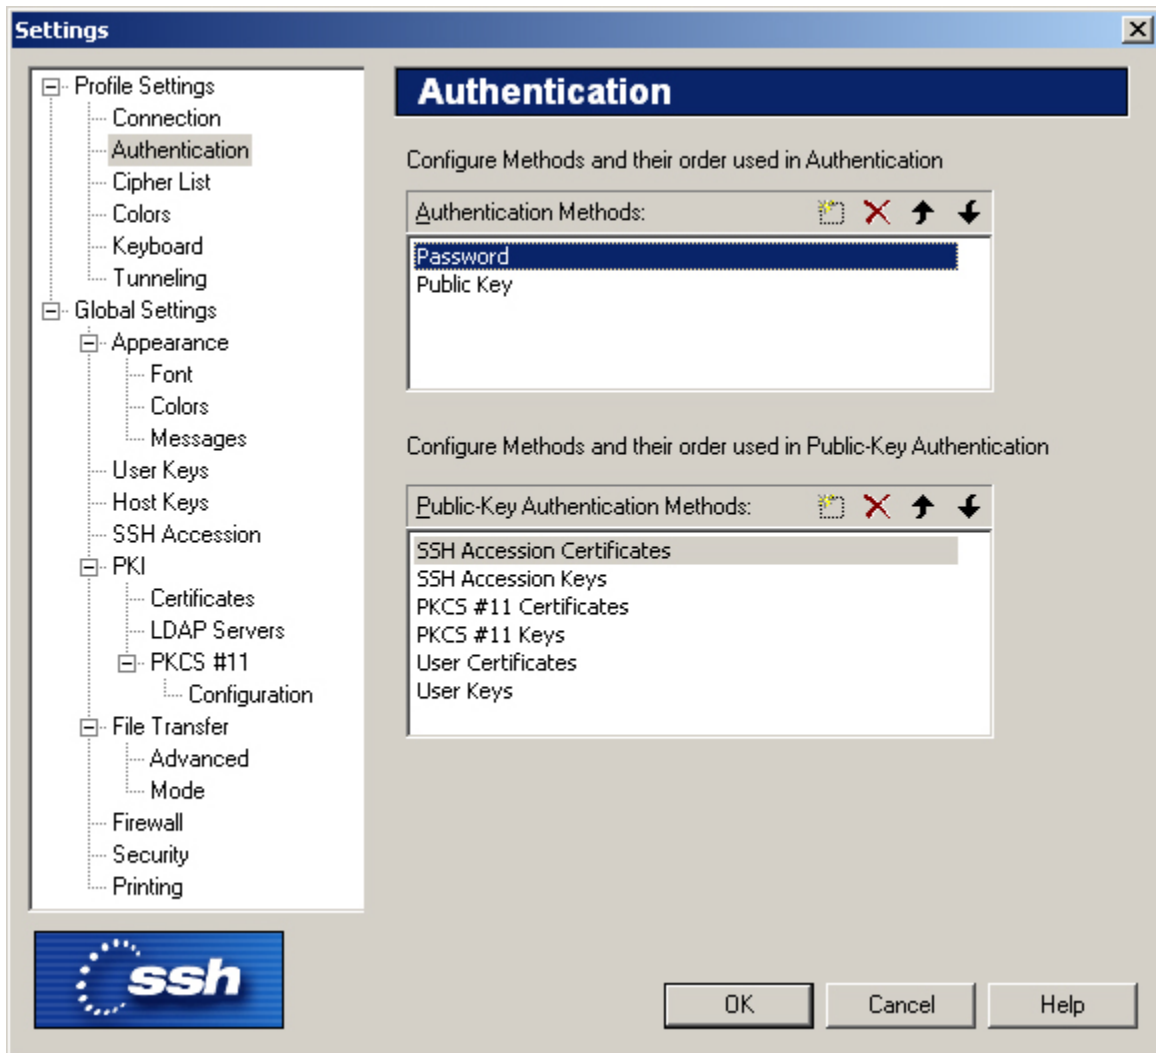 Settings
Profile Settings
Connection
Authentication
Cipher List
Colors
Keyboard
Tunneling
Global Settings
Appearance
Font
Colors
Messages
User Keys
Host Keys
SSH Accession
PKI
Certificates
LDAP Servers
PKCS #11
Configuration
File Transfer
Advanced
Mode
Firewall
Security
Printing
ssh
Authentication
Configure Methods and their order used in Authentication
Authentication Methods:
Password
Public Key
Configure Methods and their order used in Public-Key Authentication
Public-Key Authentication Methods:
SSH Accession Certificates
SSH Accession Keys
PKCS #11 Certificates
PKCS #11 Keys
User Certificates
User Keys
OK Cancel Help